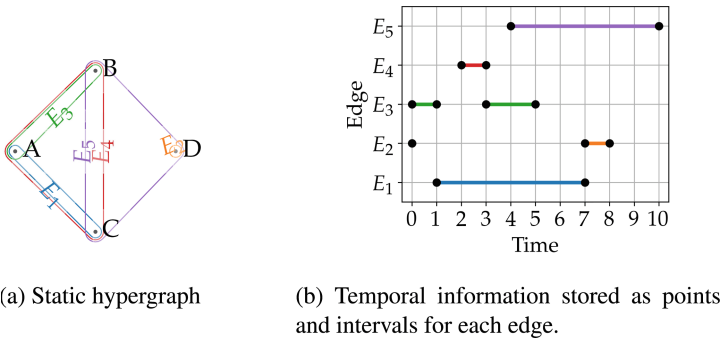 B
E3
A
E5
E4
E2
D
E1
C
E5
E4
E3
E2
E1
Edge
0 1 2 3 4 5 6 7 8 9 10
Time
(a) Static hypergraph
(b) Temporal information stored as points
and intervals for each edge.